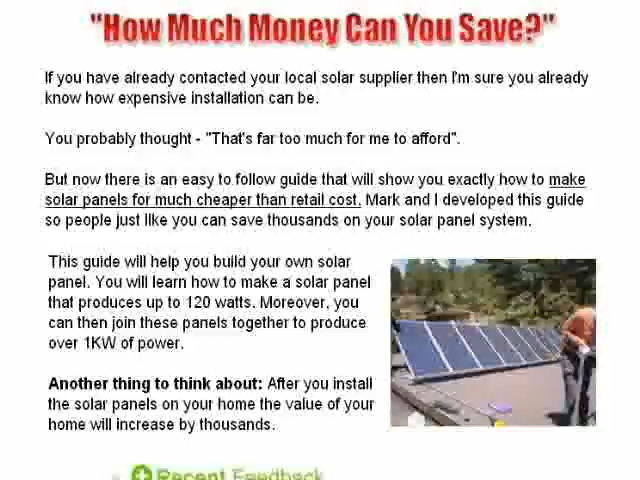 "How Much Money Can You Save?"
If you have already contacted your local solar supplier then I'm sure you already
know how expensive installation can be.
You probably thought - "That's far too much for me to afford".
But now there is an easy to follow guide that will show you exactly how to make
solar panels for much cheaper than retail cost. Mark and I developed this guide
so people just like you can save thousands on your solar panel system.
This guide will help you build your own solar
panel. You will learn how to make a solar panel
that produces up to 120 watts. Moreover, you
can then join these panels together to produce
over 1KW of power.
Another thing to think about: After you install
the solar panels on your home the value of your
home will increase by thousands.
Recent Feedback